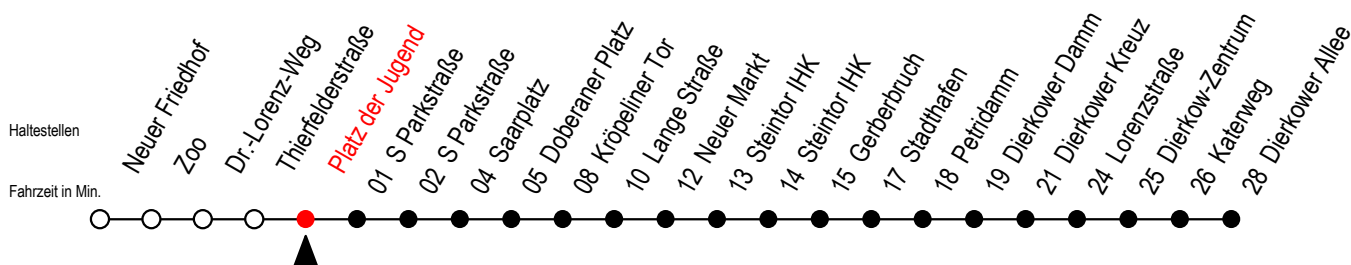 Haltestellen
Fahrzeit in Min.
Neuer Friedhof
Zoo
Dr.-Lorenz-Weg
Thierfelderstraße
Platz der Jugend
01 S Parkstraße
02 S Parkstraße
04 Saarplatz
05 Doberaner Platz
08 Kröpeliner Tor
10 Lange Straße
12 Neuer Markt
13 Steintor IHK
14 Steintor IHK
15 Gerberbruch
17 Stadthafen
18 Petridamm
19 Dierkower Damm
21 Dierkower Kreuz
24 Lorenzstraße
25 Dierkow-Zentrum
26 Katerweg
28 Dierkower Allee